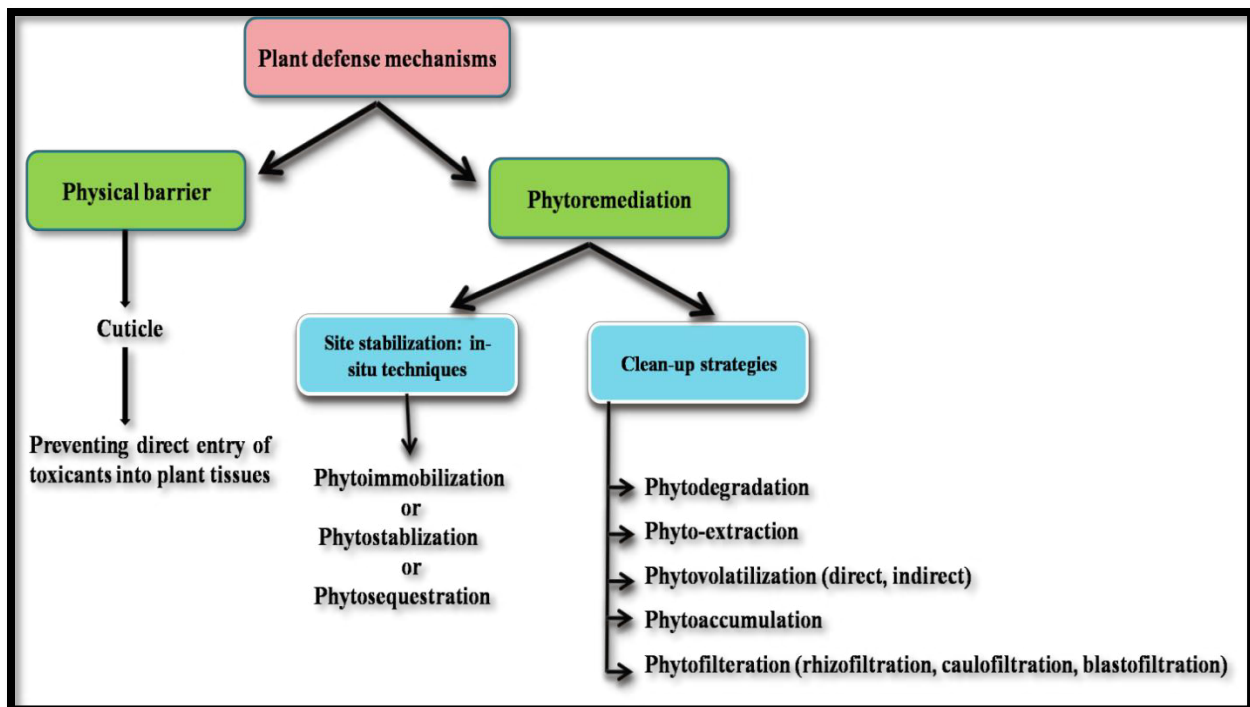 Plant defense mechanisms
Physical barrier
Phytoremediation
Cuticle
Preventing direct entry of
toxicants into plant tissues
Site stabilization: in-
situ techniques
Phytoimmobilization
or
Phytostablization
or
Phytosequestration
Clean-up strategies
Phytodegradation
Phyto-extraction
Phytovolatilization (direct, indirect)
Phytoaccumulation
Phytofilteration (rhizofiltration, caulofiltration, blastofiltration)